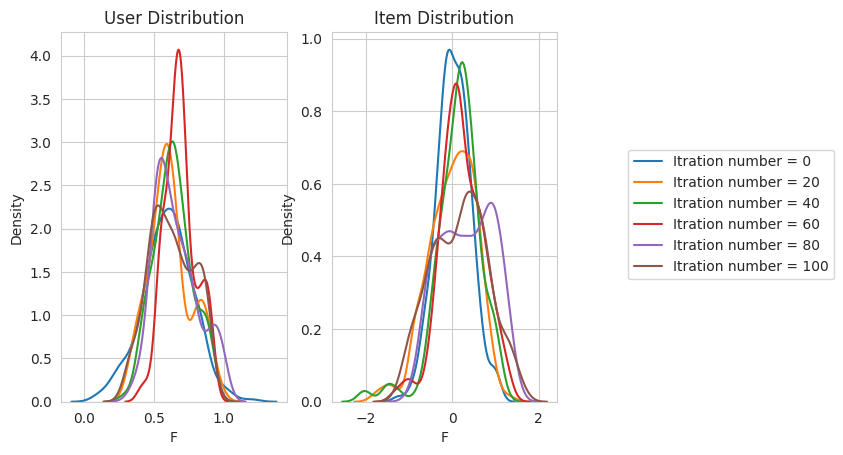 User Distribution
4.0
3.5
3.0
2.5
2.0
1.5
1.0
0.5
0.0
Density
0.0
0.5
1.0
F
Item Distribution
1.0
0.8
0.6
0.4
0.2
0.0
Density
−2
0
2
F
Itration number = 0
Itration number = 20
Itration number = 40
Itration number = 60
Itration number = 80
Itration number = 100